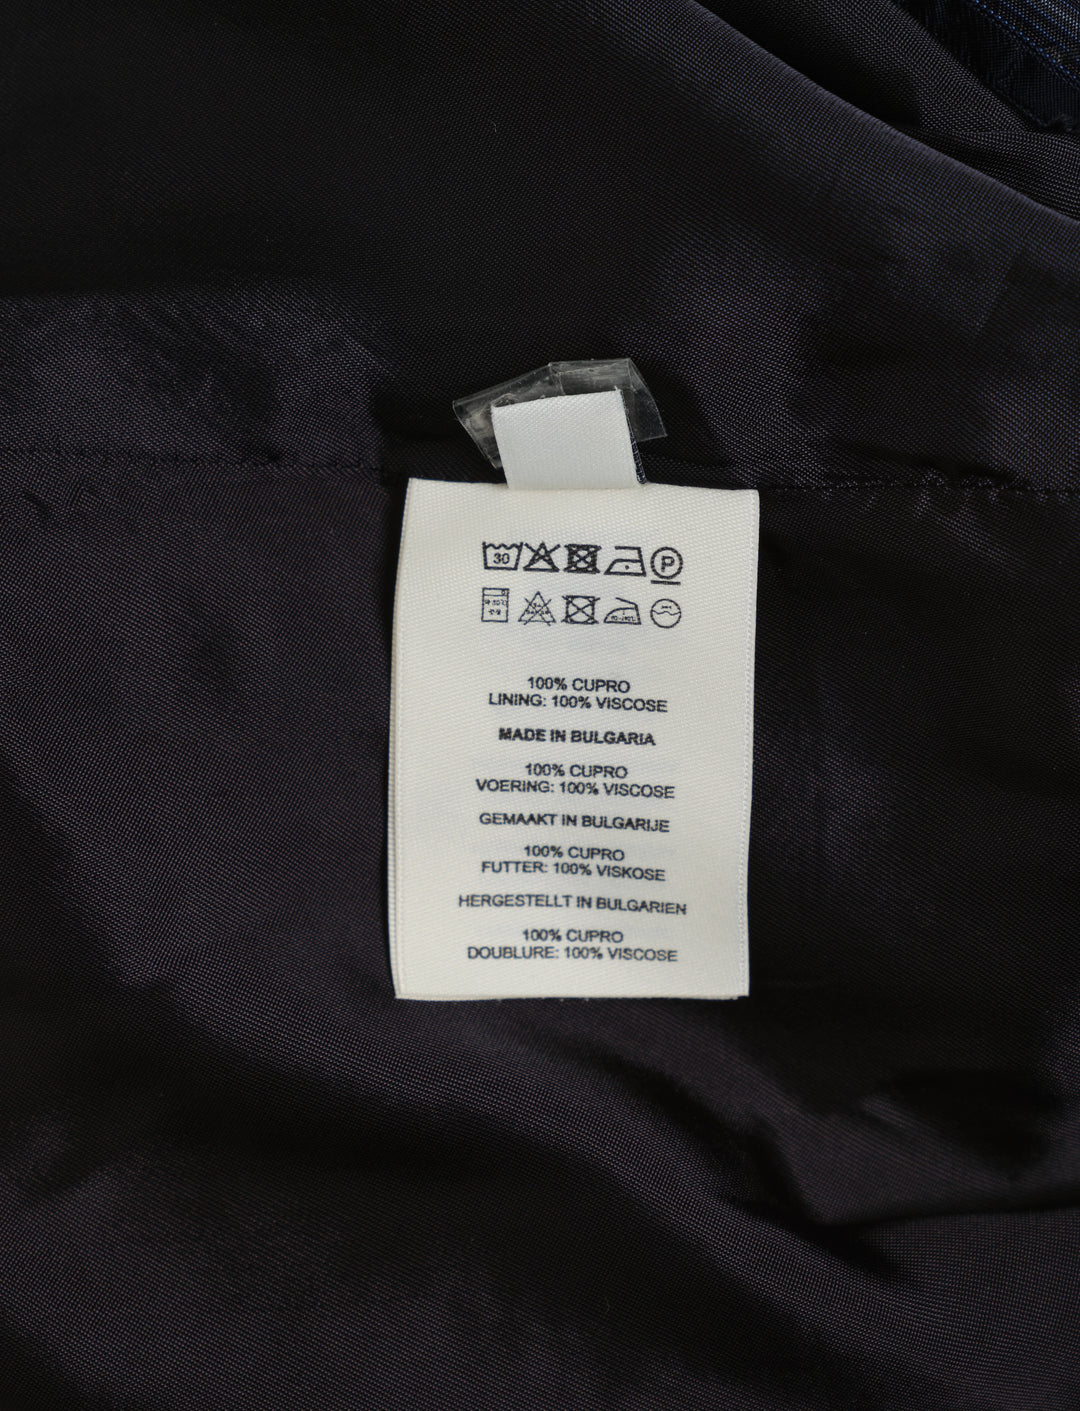 30
P
100% CUPRO
LINING: 100% VISCOSE
MADE IN BULGARIA
100% CUPRO
VOERING: 100% VISCOSE
GEMAAKT IN BULGARIJE
100% CUPRO
FUTTER: 100% VISKOSE
HERGESTELLT IN BULGARIEN
100% CUPRO
DOUBLURE: 100% VISCOSE